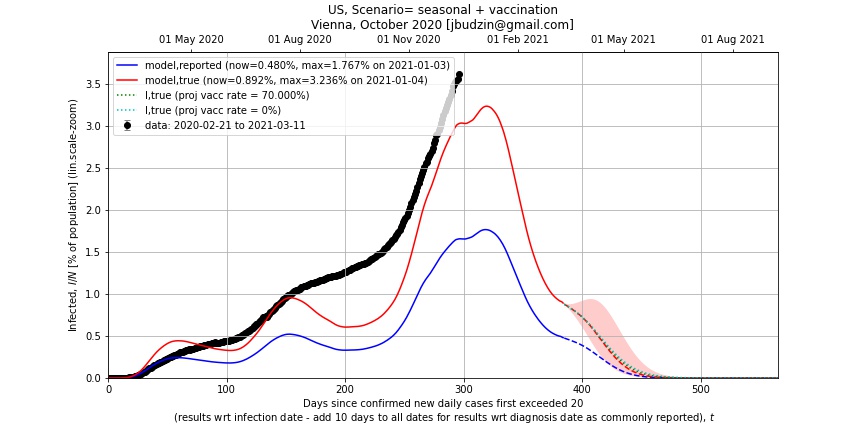 US, Scenario= seasonal + vaccination
Vienna, October 2020 [jbudzin@gmail.com]
01 May 2020 01 Aug 2020 01 Nov 2020 01 Feb 2021 01 May 2021 01 Aug 2021
model,reported (now=0.480%, max=1.767% on 2021-01-03)
model,true (now=0.892%, max=3.236% on 2021-01-04)
I,true (proj vacc rate = 70.000%)
I,true (proj vacc rate = 0%)
data: 2020-02-21 to 2021-03-11
Infected, I/N [% of population] (lin.scale-zoom)
3.5
3.0
2.5
2.0
1.5
1.0
0.5
0.0
0 100 200 300 400 500
Days since confirmed new daily cases first exceeded 20
(results wrt infection date - add 10 days to all dates for results wrt diagnosis date as commonly reported), t